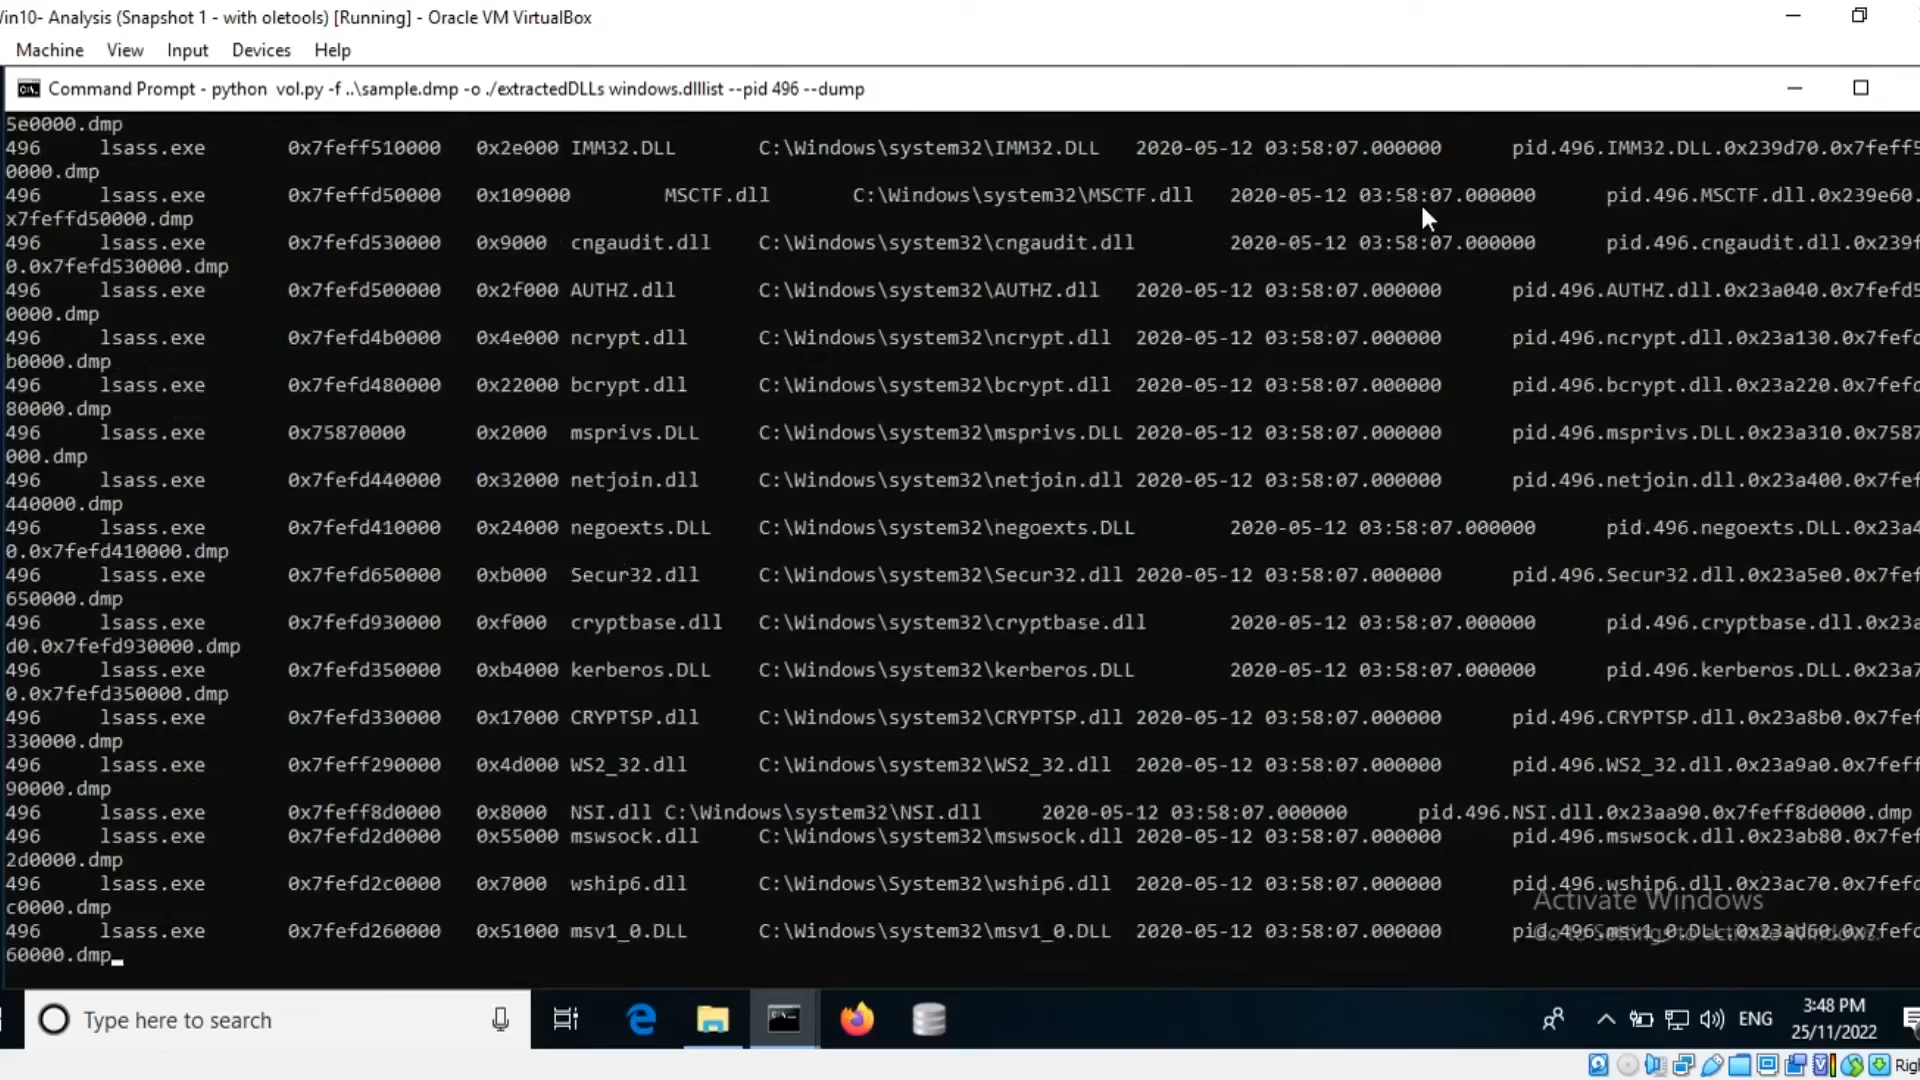 Win10- Analysis (Snapshot 1 - with oletools) [Running] - Oracle VM VirtualBox
Machine View Input Devices Help
Command Prompt - python vol.py -f ..\sample.dmp -o ./extractedDLLs windows.dlllist --pid 496 --dump
5e0000.dmp
496 lsass.exe 0x7feff510000 0x2e000 IMM32.DLL C:\Windows\system32\IMM32.DLL 2020-05-12 03:58:07.000000 pid.496.IMM32.DLL.0x239d70.0x7feff5
0000.dmp
496 lsass.exe 0x7feffd50000 0x109000 MSCTF.dll C:\Windows\system32\MSCTF.dll 2020-05-12 03:58:07.000000 pid.496.MSCTF.dll.0x239e60.
x7feffd50000.dmp
496 lsass.exe 0x7fefd530000 0x9000 cngaudit.dll C:\Windows\system32\cngaudit.dll 2020-05-12 03:58:07.000000 pid.496.cngaudit.dll.0x239f
0.0x7fefd530000.dmp
496 lsass.exe 0x7fefd500000 0x2f000 AUTHZ.dll C:\Windows\system32\AUTHZ.dll 2020-05-12 03:58:07.000000 pid.496.AUTHZ.dll.0x23a040.0x7fefd5
0000.dmp
496 lsass.exe 0x7fefd4b0000 0x4e000 ncrypt.dll C:\Windows\system32\ncrypt.dll 2020-05-12 03:58:07.000000 pid.496.ncrypt.dll.0x23a130.0x7fefd
b0000.dmp
496 lsass.exe 0x7fefd480000 0x22000 bcrypt.dll C:\Windows\system32\bcrypt.dll 2020-05-12 03:58:07.000000 pid.496.bcrypt.dll.0x23a220.0x7fefd
80000.dmp
496 lsass.exe 0x75870000 0x2000 msprivs.DLL C:\Windows\system32\msprivs.DLL 2020-05-12 03:58:07.000000 pid.496.msprivs.DLL.0x23a310.0x7587
000.dmp
496 lsass.exe 0x7fefd440000 0x32000 netjoin.dll C:\Windows\system32\netjoin.dll 2020-05-12 03:58:07.000000 pid.496.netjoin.dll.0x23a400.0x7fef
440000.dmp
496 lsass.exe 0x7fefd410000 0x24000 negoexts.DLL C:\Windows\system32\negoexts.DLL 2020-05-12 03:58:07.000000 pid.496.negoexts.DLL.0x23a4
0.0x7fefd410000.dmp
496 lsass.exe 0x7fefd650000 0xb000 Secur32.dll C:\Windows\system32\Secur32.dll 2020-05-12 03:58:07.000000 pid.496.Secur32.dll.0x23a5e0.0x7fef
650000.dmp
496 lsass.exe 0x7fefd930000 0xf000 cryptbase.dll C:\Windows\system32\cryptbase.dll 2020-05-12 03:58:07.000000 pid.496.cryptbase.dll.0x23a
d0.0x7fefd930000.dmp
496 lsass.exe 0x7fefd350000 0xb4000 kerberos.DLL C:\Windows\system32\kerberos.DLL 2020-05-12 03:58:07.000000 pid.496.kerberos.DLL.0x23a7
0.0x7fefd350000.dmp
496 lsass.exe 0x7fefd330000 0x17000 CRYPTSP.dll C:\Windows\system32\CRYPTSP.dll 2020-05-12 03:58:07.000000 pid.496.CRYPTSP.dll.0x23a8b0.0x7fef
330000.dmp
496 lsass.exe 0x7feff290000 0x4d000 WS2_32.dll C:\Windows\system32\WS2_32.dll 2020-05-12 03:58:07.000000 pid.496.WS2_32.dll.0x23a9a0.0x7feff
90000.dmp
496 lsass.exe 0x7feff8d0000 0x8000 NSI.dll C:\Windows\system32\NSI.dll 2020-05-12 03:58:07.000000 pid.496.NSI.dll.0x23aa90.0x7feff8d0000.dmp
496 lsass.exe 0x7fefd2d0000 0x55000 mswsock.dll C:\Windows\system32\mswsock.dll 2020-05-12 03:58:07.000000 pid.496.mswsock.dll.0x23ab80.0x7fef
2d0000.dmp
496 lsass.exe 0x7fefd2c0000 0x7000 wship6.dll C:\Windows\System32\wship6.dll 2020-05-12 03:58:07.000000 pid.496.wship6.dll.0x23ac70.0x7fefd
c0000.dmp
Activate Windows
496 lsass.exe 0x7fefd260000 0x51000 msv1_0.DLL C:\Windows\system32\msv1_0.DLL 2020-05-12 03:58:07.000000 pid.496.msv1_0.DLL.0x23ad60.0x7fefd
Go to Settings to activate Windows.
60000.dmp
Type here to search
ENG
3:48 PM
25/11/2022